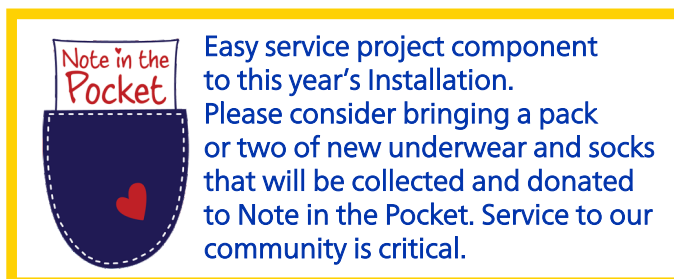 Note in the
Pocket
Easy service project component
to this year's Installation.
Please consider bringing a pack
or two of new underwear and socks
that will be collected and donated
to Note in the Pocket. Service to our
community is critical.